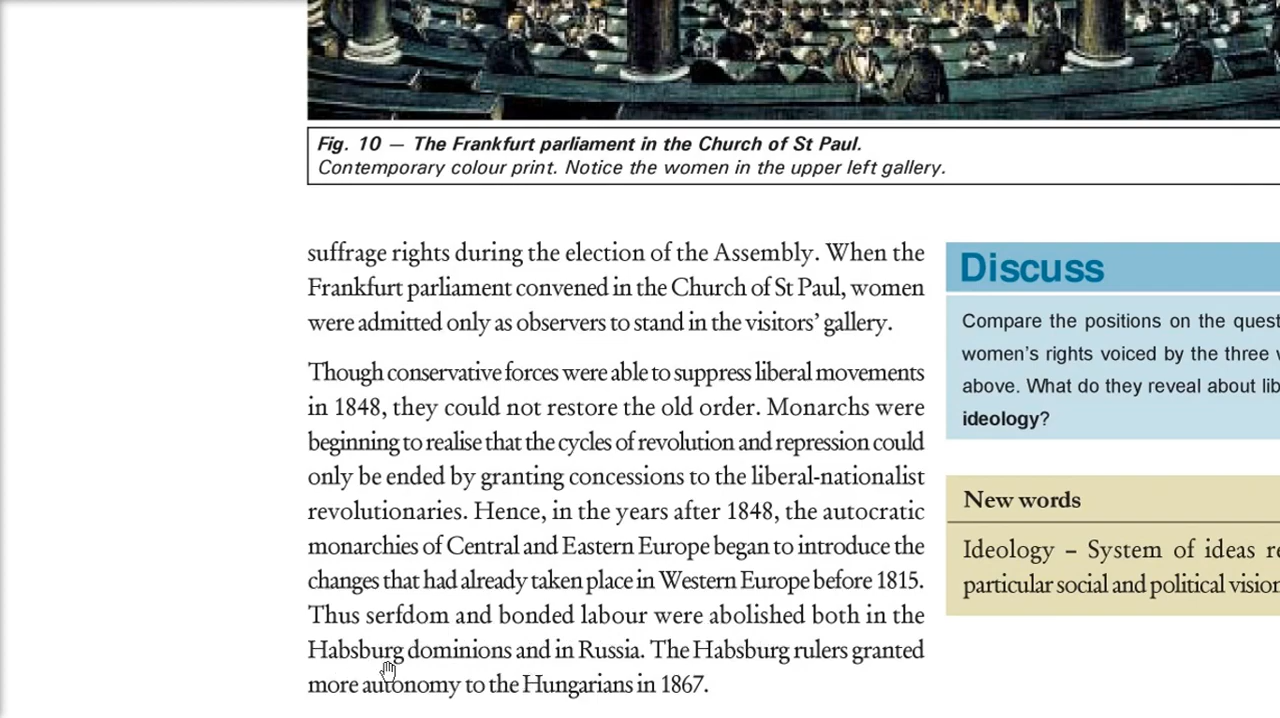 Fig. 10 — The Frankfurt parliament in the Church of St Paul.
Contemporary colour print. Notice the women in the upper left gallery.
suffrage rights during the election of the Assembly. When the
Frankfurt parliament convened in the Church of St Paul, women
were admitted only as observers to stand in the visitors' gallery.
Though conservative forces were able to suppress liberal movements
in 1848, they could not restore the old order. Monarchs were
beginning to realise that the cycles of revolution and repression could
only be ended by granting concessions to the liberal-nationalist
revolutionaries. Hence, in the years after 1848, the autocratic
monarchies of Central and Eastern Europe began to introduce the
changes that had already taken place in Western Europe before 1815.
Thus serfdom and bonded labour were abolished both in the
Habsburg dominions and in Russia. The Habsburg rulers granted
more autonomy to the Hungarians in 1867.
Discuss
Compare the positions on the quest
women's rights voiced by the three
above. What do they reveal about lib
ideology?
New words
Ideology – System of ideas re
particular social and political vision